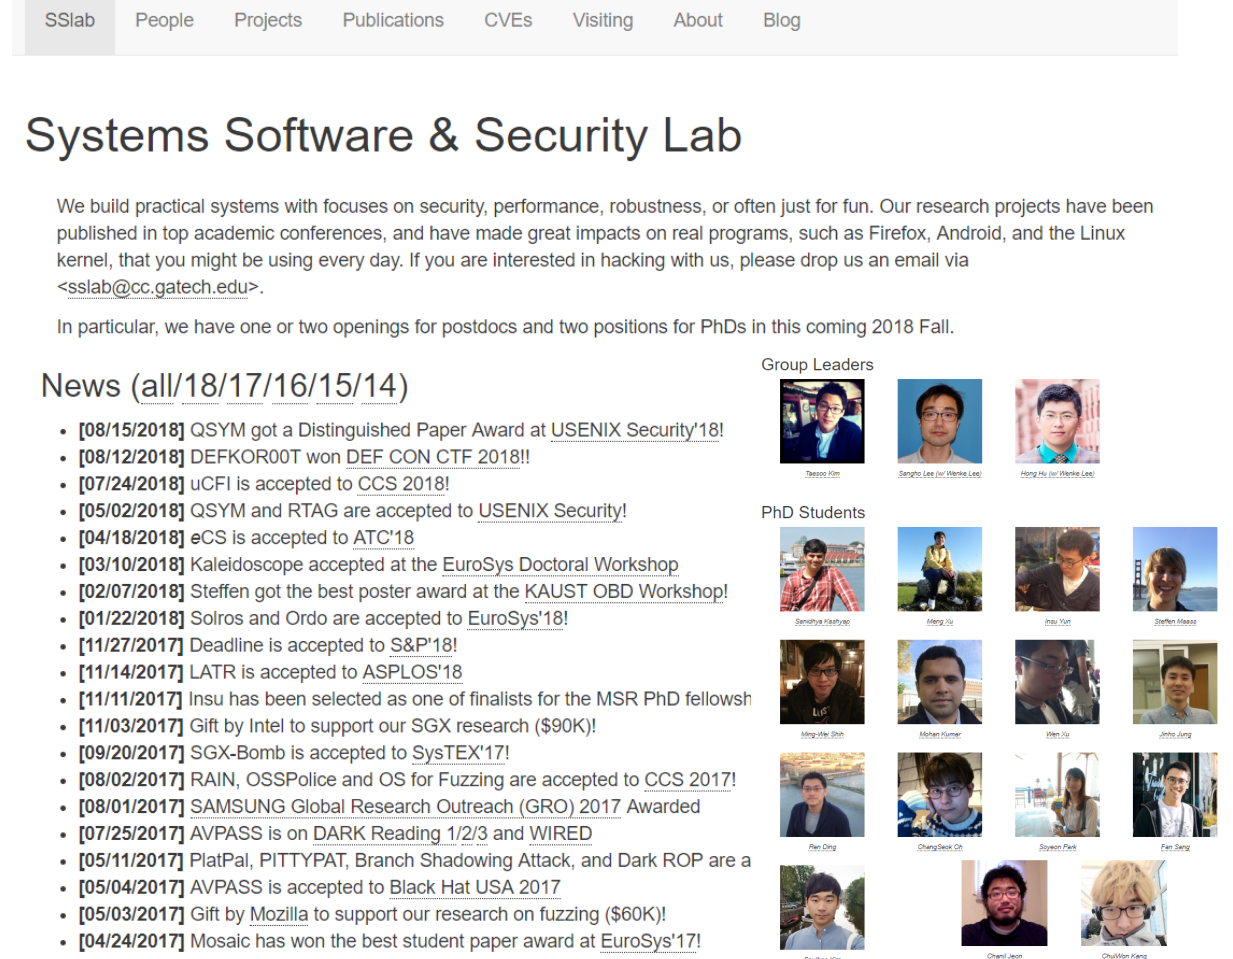 SSlab People Projects Publications CVEs Visiting About Blog
Systems Software & Security Lab
We build practical systems with focuses on security, performance, robustness, or often just for fun. Our research projects have been
published in top academic conferences, and have made great impacts on real programs, such as Firefox, Android, and the Linux
kernel, that you might be using every day. If you are interested in hacking with us, please drop us an email via
<sslab@cc.gatech.edu>.
In particular, we have one or two openings for postdocs and two positions for PhDs in this coming 2018 Fall.
News (all/18/17/16/15/14)
• [08/15/2018] QSYM got a Distinguished Paper Award at USENIX Security'18!
• [08/12/2018] DEFKOR00T won DEF CON CTF 2018!!
• [07/24/2018] uCFI is accepted to CCS 2018!
• [05/02/2018] QSYM and RTAG are accepted to USENIX Security!
• [04/18/2018] eCS is accepted to ATC'18
• [03/10/2018] Kaleidoscope accepted at the EuroSys Doctoral Workshop
• [02/07/2018] Steffen got the best poster award at the KAUST OBD Workshop!
• [01/22/2018] Solros and Ordo are accepted to EuroSys'18!
• [11/27/2017] Deadline is accepted to S&P'18!
• [11/14/2017] LATR is accepted to ASPLOS'18
• [11/11/2017] Insu has been selected as one of finalists for the MSR PhD fellowsh
• [11/03/2017] Gift by Intel to support our SGX research ($90K)!
• [09/20/2017] SGX-Bomb is accepted to SysTEX'17!
• [08/02/2017] RAIN, OSSPolice and OS for Fuzzing are accepted to CCS 2017!
• [08/01/2017] SAMSUNG Global Research Outreach (GRO) 2017 Awarded
• [07/25/2017] AVPASS is on DARK Reading 1/2/3 and WIRED
• [05/11/2017] PlatPal, PITTYPAT, Branch Shadowing Attack, and Dark ROP are a
• [05/04/2017] AVPASS is accepted to Black Hat USA 2017
• [05/03/2017] Gift by Mozilla to support our research on fuzzing ($60K)!
• [04/24/2017] Mosaic has won the best student paper award at EuroSys'17!
Group Leaders
Taesoo Kim Sangho Lee (w/ Wenke Lee) Hong Hu (w/ Wenke Lee)
PhD Students
Sanidhya Kashyap Meng Xu Insu Yun Steffen Maass
Ming-Wei Shih Mohan Kumar Wen Xu Jinho Jung
Ren Ding ChangSeok Oh Soyeon Park Fan Sang
Chanil Jeon ChulWon Kang